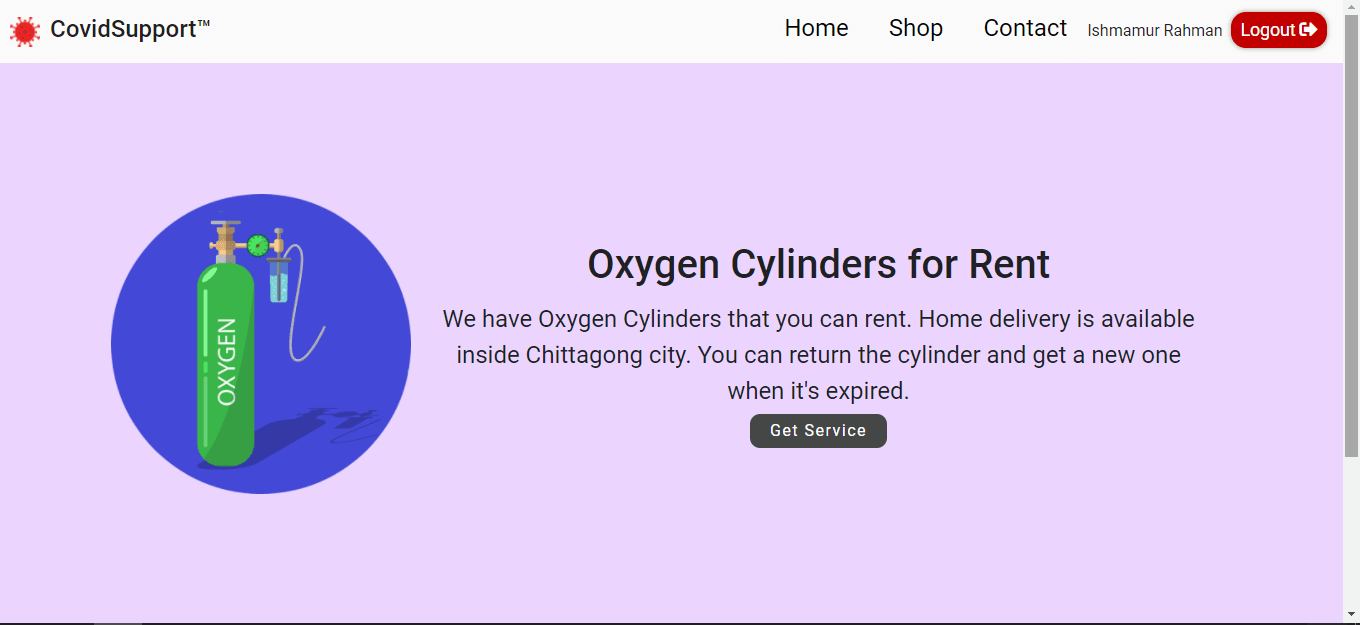 CovidSupport™
Home
Shop
Contact
Ishmamur Rahman
Logout
OXYGEN
Oxygen Cylinders for Rent
We have Oxygen Cylinders that you can rent. Home delivery is available
inside Chittagong city. You can return the cylinder and get a new one
when it's expired.
Get Service